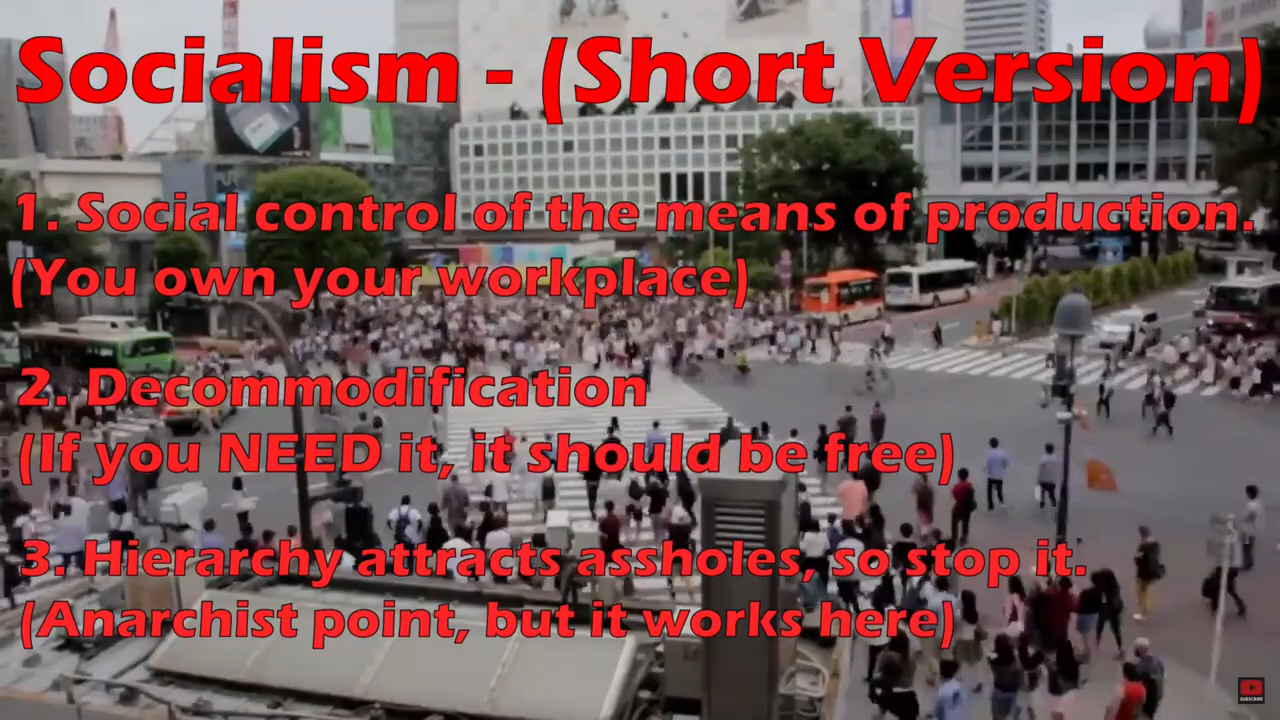 Socialism - (Short Version)
1. Social control of the means of production.
(You own your workplace)
2. Decommodification
(If you NEED it, it should be free)
3. Hierarchy attracts assholes, so stop it.
(Anarchist point, but it works here)
SUBSCRIBE